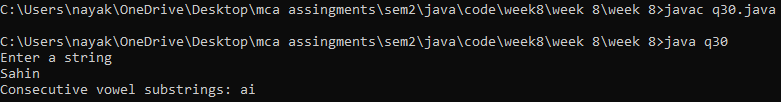 C:\Users\nayak\OneDrive\Desktop\mca assingments\sem2\java\code\week8\week 8\week 8>javac q30.java
C:\Users\nayak\OneDrive\Desktop\mca assingments\sem2\java\code\week8\week 8\week 8>java q30
Enter a string
Sahin
Consecutive vowel substrings: ai